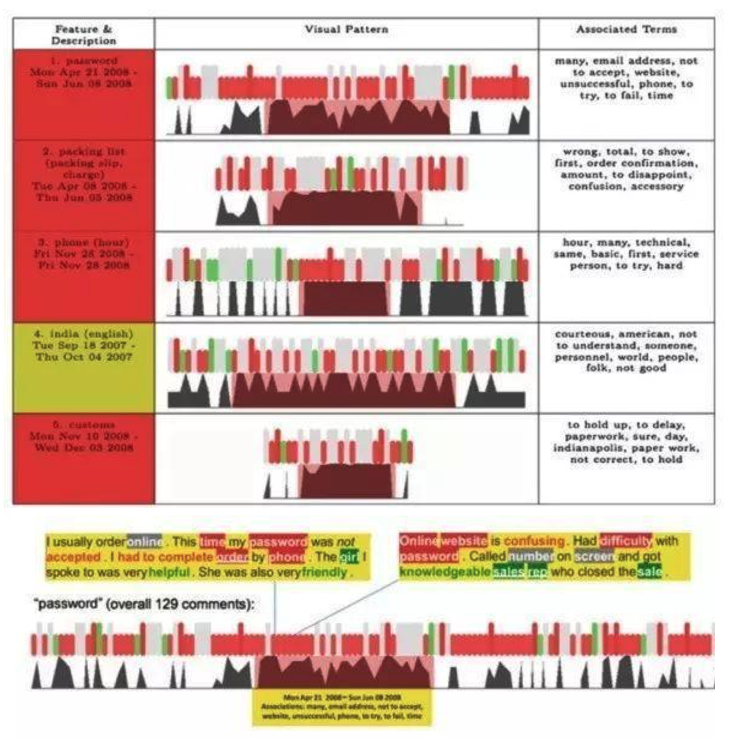 Feature &
Description
Visual Pattern
Associated Terms
1. password
Mon Apr 21 2008 -
Sun Jun 08 2008
many, email address, not
to accept, website,
unsuccessful, phone, to
try, to fail, time
2. packing list
(packing slip,
charge)
Tue Apr 08 2008 -
Thu Jun 05 2008
wrong, total, to show,
first, order confirmation,
amount, to disappoint,
confusion, accessory
3. phone (hour)
Fri Nov 28 2008 -
Fri Nov 28 2008
hour, many, technical,
same, basic, first, service
person, to try, hard
4. india (english)
Tue Sep 18 2007 -
Thu Oct 04 2007
courteous, american, not
to understand, someone,
personnel, world, people,
folk, not good
5. customs
Mon Nov 10 2008 -
Wed Dec 03 2008
to hold up, to delay,
paperwork, sure, day,
indianapolis, paper work,
not correct, to hold
I usually order online . This time my password was not
accepted . I had to complete order by phone . The girl I
spoke to was very helpful . She was also very friendly .
Online website is confusing . Had difficulty with
password . Called number on screen and got
knowledgeable sales rep who closed the sale .
"password" (overall 129 comments):
Mon Apr 21 2008 – Sun Jun 08 2008
Associations: many, email address, not to accept,
website, unsuccessful, phone, to try, to fail, time